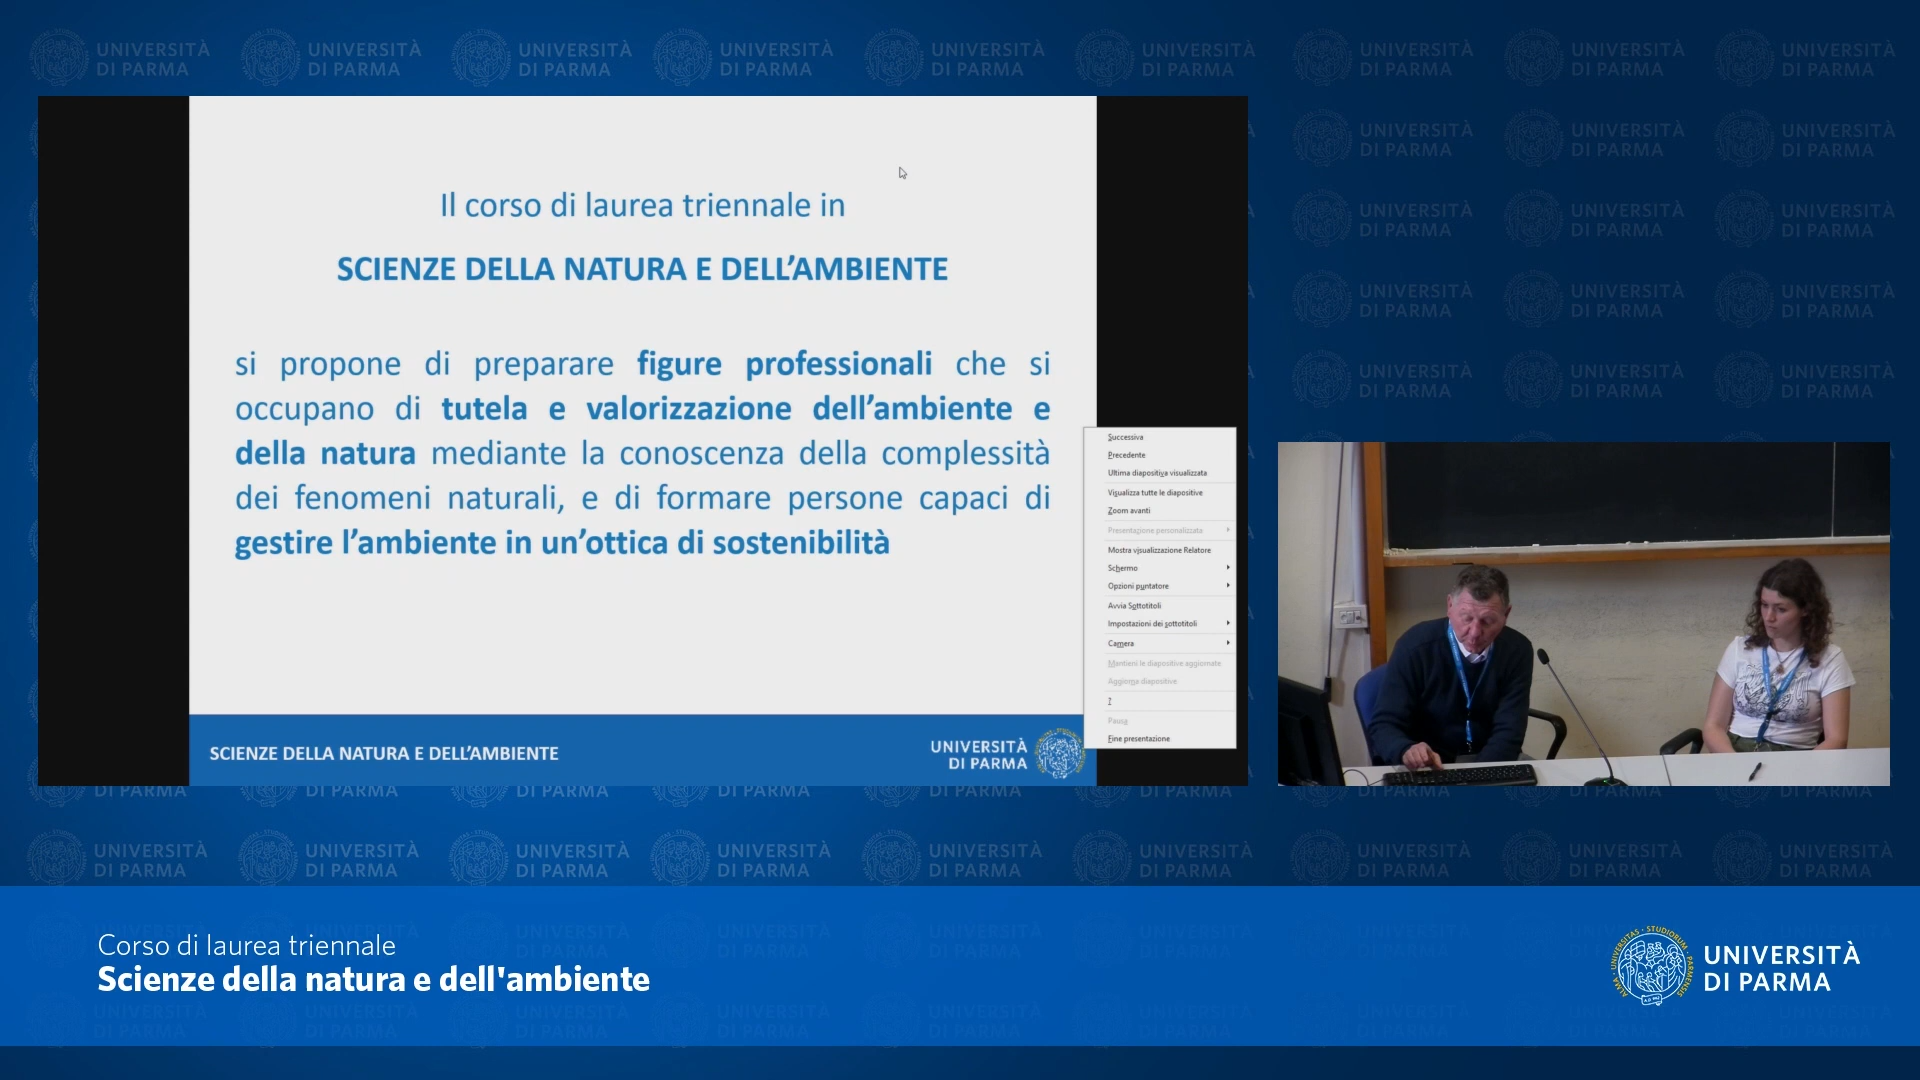 Il corso di laurea triennale in
SCIENZE DELLA NATURA E DELL’AMBIENTE
si propone di preparare figure professionali che si
occupano di tutela e valorizzazione dell’ambiente e
della natura mediante la conoscenza della complessità
dei fenomeni naturali, e di formare persone capaci di
gestire l’ambiente in un’ottica di sostenibilità
SCIENZE DELLA NATURA E DELL’AMBIENTE
UNIVERSITÀ
DI PARMA
Successiva
Precedente
Ultima diapositiva visualizzata
Visualizza tutte le diapositive
Zoom avanti
Presentazione personalizzata
Mostra visualizzazione Relatore
Schermo
Opzioni puntatore
Avvia Sottotitoli
Impostazioni dei sottotitoli
Camera
Mantieni le diapositive aggiornate
Aggiorna diapositive
?
Pausa
Fine presentazione
Corso di laurea triennale
Scienze della natura e dell'ambiente
UNIVERSITÀ
DI PARMA